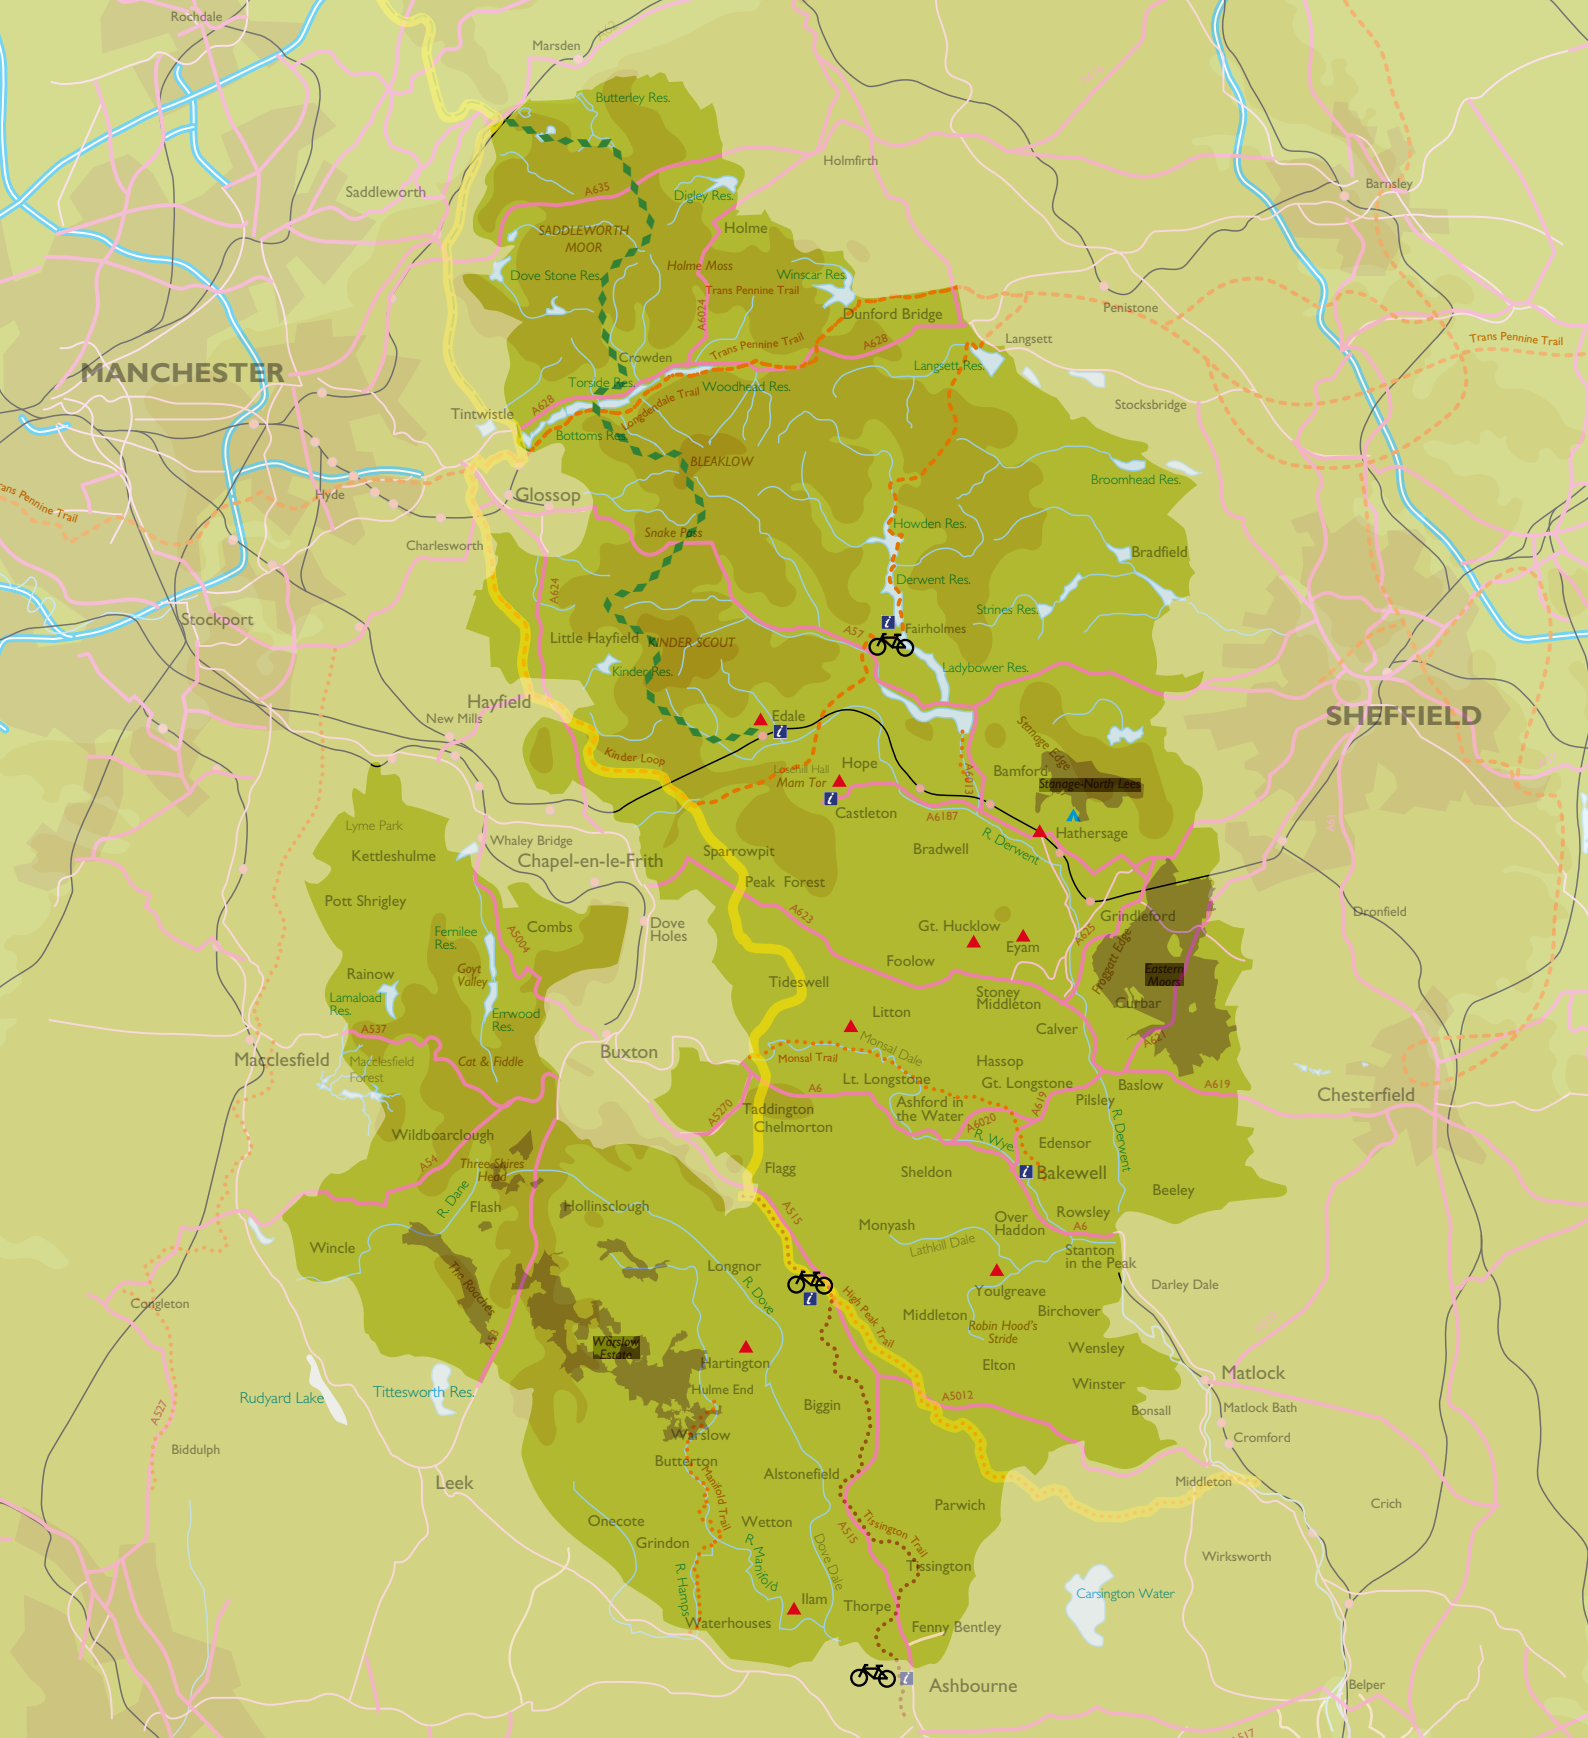 Rochdale
A62
Marsden
Butterley Res.
Holmfirth
Saddleworth
A635
Digley Res.
Barnsley
SADDLEWORTH
MOOR
Holme
Holme Moss
Dove Stone Res.
Winscar Res.
Trans Pennine Trail
A6024
Dunford Bridge
Penistone
Trans Pennine Trail
A628
Langsett
Trans Pennine Trail
Crowden
Langsett Res.
MANCHESTER
Torside Res.
Woodhead Res.
Longdendale Trail
A628
Stocksbridge
Tintwistle
Bottoms Res.
BLEAKLOW
Broomhead Res.
Hyde
Glossop
Trans Pennine Trail
Howden Res.
Snake Pass
Charlesworth
Bradfield
Derwent Res.
A624
Strines Res.
Stockport
Little Hayfield
KINDER SCOUT
A57
Fairholmes
Kinder Res.
Ladybower Res.
Hayfield
New Mills
Edale
SHEFFIELD
Stanage Edge
Kinder Loop
Losehill Hall
Mam Tor
Hope
A6013
Bamford
Stanage-North Lees
Castleton
A6187
Lyme Park
Kettleshulme
Whaley Bridge
Chapel-en-le-Frith
Sparrowpit
Bradwell
R. Derwent
Hathersage
A61
Pott Shrigley
Peak Forest
A623
Dronfield
Combs
Dove
Holes
Fernilee
Res.
A5004
Gt. Hucklow
Eyam
Grindleford
A625
Froggatt Edge
Foolow
Rainow
Goyt
Valley
Eastern
Moors
Lamaload
Res.
Errwood
Res.
Tideswell
Stoney
Middleton
Curbar
Litton
A537
Calver
A621
Macclesfield
Macclesfield
Forest
Cat & Fiddle
Buxton
Monsal Trail
Monsal Dale
Hassop
Lt. Longstone
Gt. Longstone
Baslow
A619
Chesterfield
A6
Ashford in
the Water
Pilsley
A619
A5270
Taddington
Chelmorton
A6020
R. Wye
Edensor
R. Derwent
Wildboarclough
A54
Three Shires
Head
Flagg
Sheldon
Bakewell
Beeley
R. Dane
Flash
Hollinsclough
A515
Over
Haddon
Rowsley
Monyash
A6
Wincle
Lathkill Dale
Stanton
in the Peak
Longnor
The Roaches
R. Dove
Youlgreave
Darley Dale
Congleton
High Peak Trail
Middleton
Birchover
Robin Hood's
Stride
A53
Warslow
Estate
Hartington
Wensley
Elton
Matlock
Rudyard Lake
Tittesworth Res.
Hulme End
Winster
A5012
A527
Biggin
Bonsall
Matlock Bath
Biddulph
Warslow
Cromford
Butterton
Alstonefield
Leek
Middleton
Manifold Trail
Parwich
Crich
Onecote
Wetton
A515
Tissington Trail
Grindon
R. Manifold
Dove Dale
Wirksworth
Tissington
R. Hamps
Ilam
Thorpe
Carsington Water
Waterhouses
Fenny Bentley
Ashbourne
Belper
A517